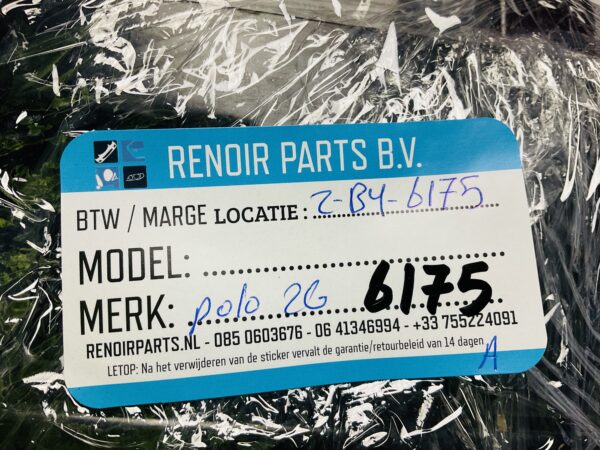 RENOIR PARTS B.V.
BTW / MARGE LOCATIE : 2-B4-6175
MODEL:
MERK: polo 2G 6175
RENOIRPARTS.NL - 085 0603676 - 06 41346994 - +33 755224091
LETOP: Na het verwijderen van de sticker vervalt de garantie/retourbeleid van 14 dagen
A